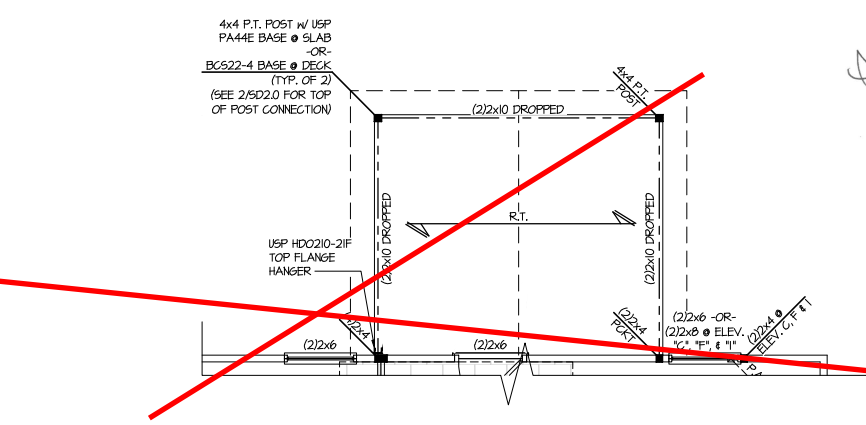 4x4 P.T. POST W/ USP
PA44E BASE @ SLAB
-OR-
BCS22-4 BASE @ DECK
(TYP. OF 2)
(SEE 2/SD2.0 FOR TOP
OF POST CONNECTION)
4x4 P.T.
POST
(2)2x10 DROPPED
(2)2x10 DROPPED
(2)2x10 DROPPED
R.T.
USP HDO210-2IF
TOP FLANGE
HANGER
(2)2x4
(2)2x6
(2)2x6
(2)2x4
PCKT
(2)2x6 -OR-
(2)2x8 @ ELEV.
"C", "F", & "I"
(2)2x4 @
ELEV. C, F & I